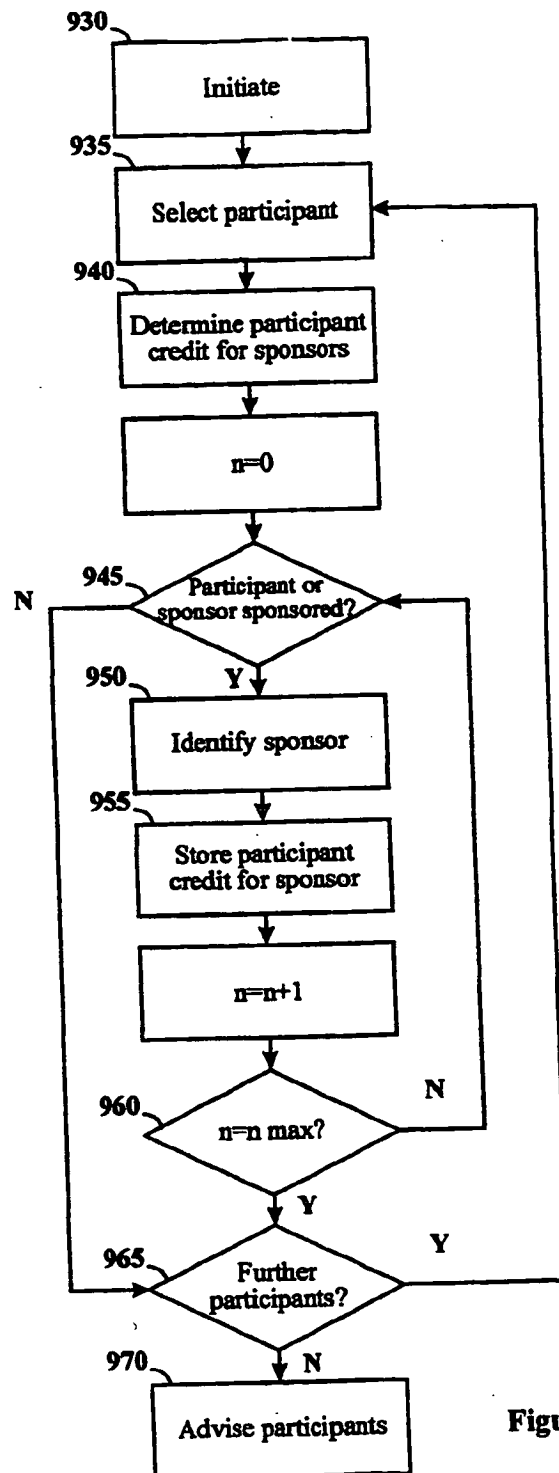 930
Initiate
935
Select participant
940
Determine participant
credit for sponsors
n=0
945
N
Participant or
sponsor sponsored?
Y
950
Identify sponsor
955
Store participant
credit for sponsor
n=n+1
960
N
n=n max?
Y
965
Y
Further
participants?
N
970
Advise participants
Figu